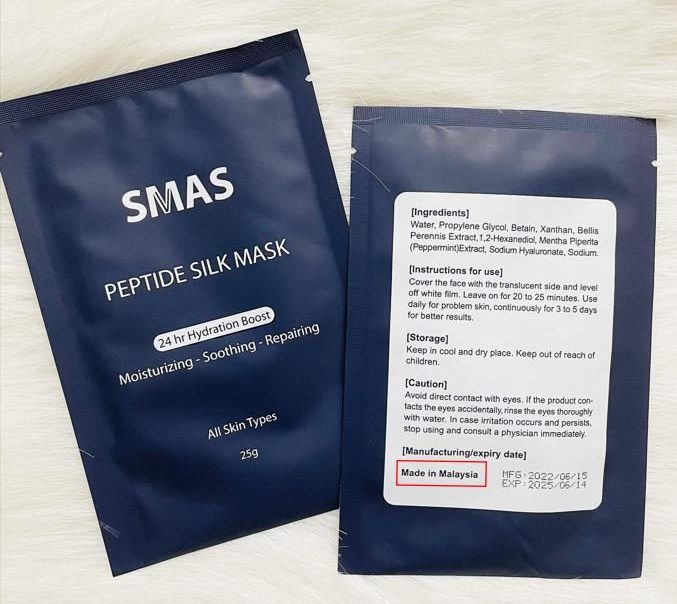 SMAS
PEPTIDE SILK MASK
24 hr Hydration Boost
Moisturizing - Soothing - Repairing
All Skin Types
25g
[Ingredients]
Water, Propylene Glycol, Betain, Xanthan, Bellis
Perennis Extract,1,2-Hexanediol, Mentha Piperita
(Peppermint)Extract, Sodium Hyaluronate, Sodium.
[Instructions for use]
Cover the face with the translucent side and level
off white film. Leave on for 20 to 25 minutes. Use
daily for problem skin, continuously for 3 to 5 days
for better results.
[Storage]
Keep in cool and dry place. Keep out of reach of
children.
[Caution]
Avoid direct contact with eyes. If the product con-
tacts the eyes accidentally, rinse the eyes thoroughly
with water. In case irritation occurs and persists,
stop using and consult a physician immediately.
[Manufacturing/expiry date]
Made in Malaysia
MFG:2022/06/15
EXP:2025/06/14